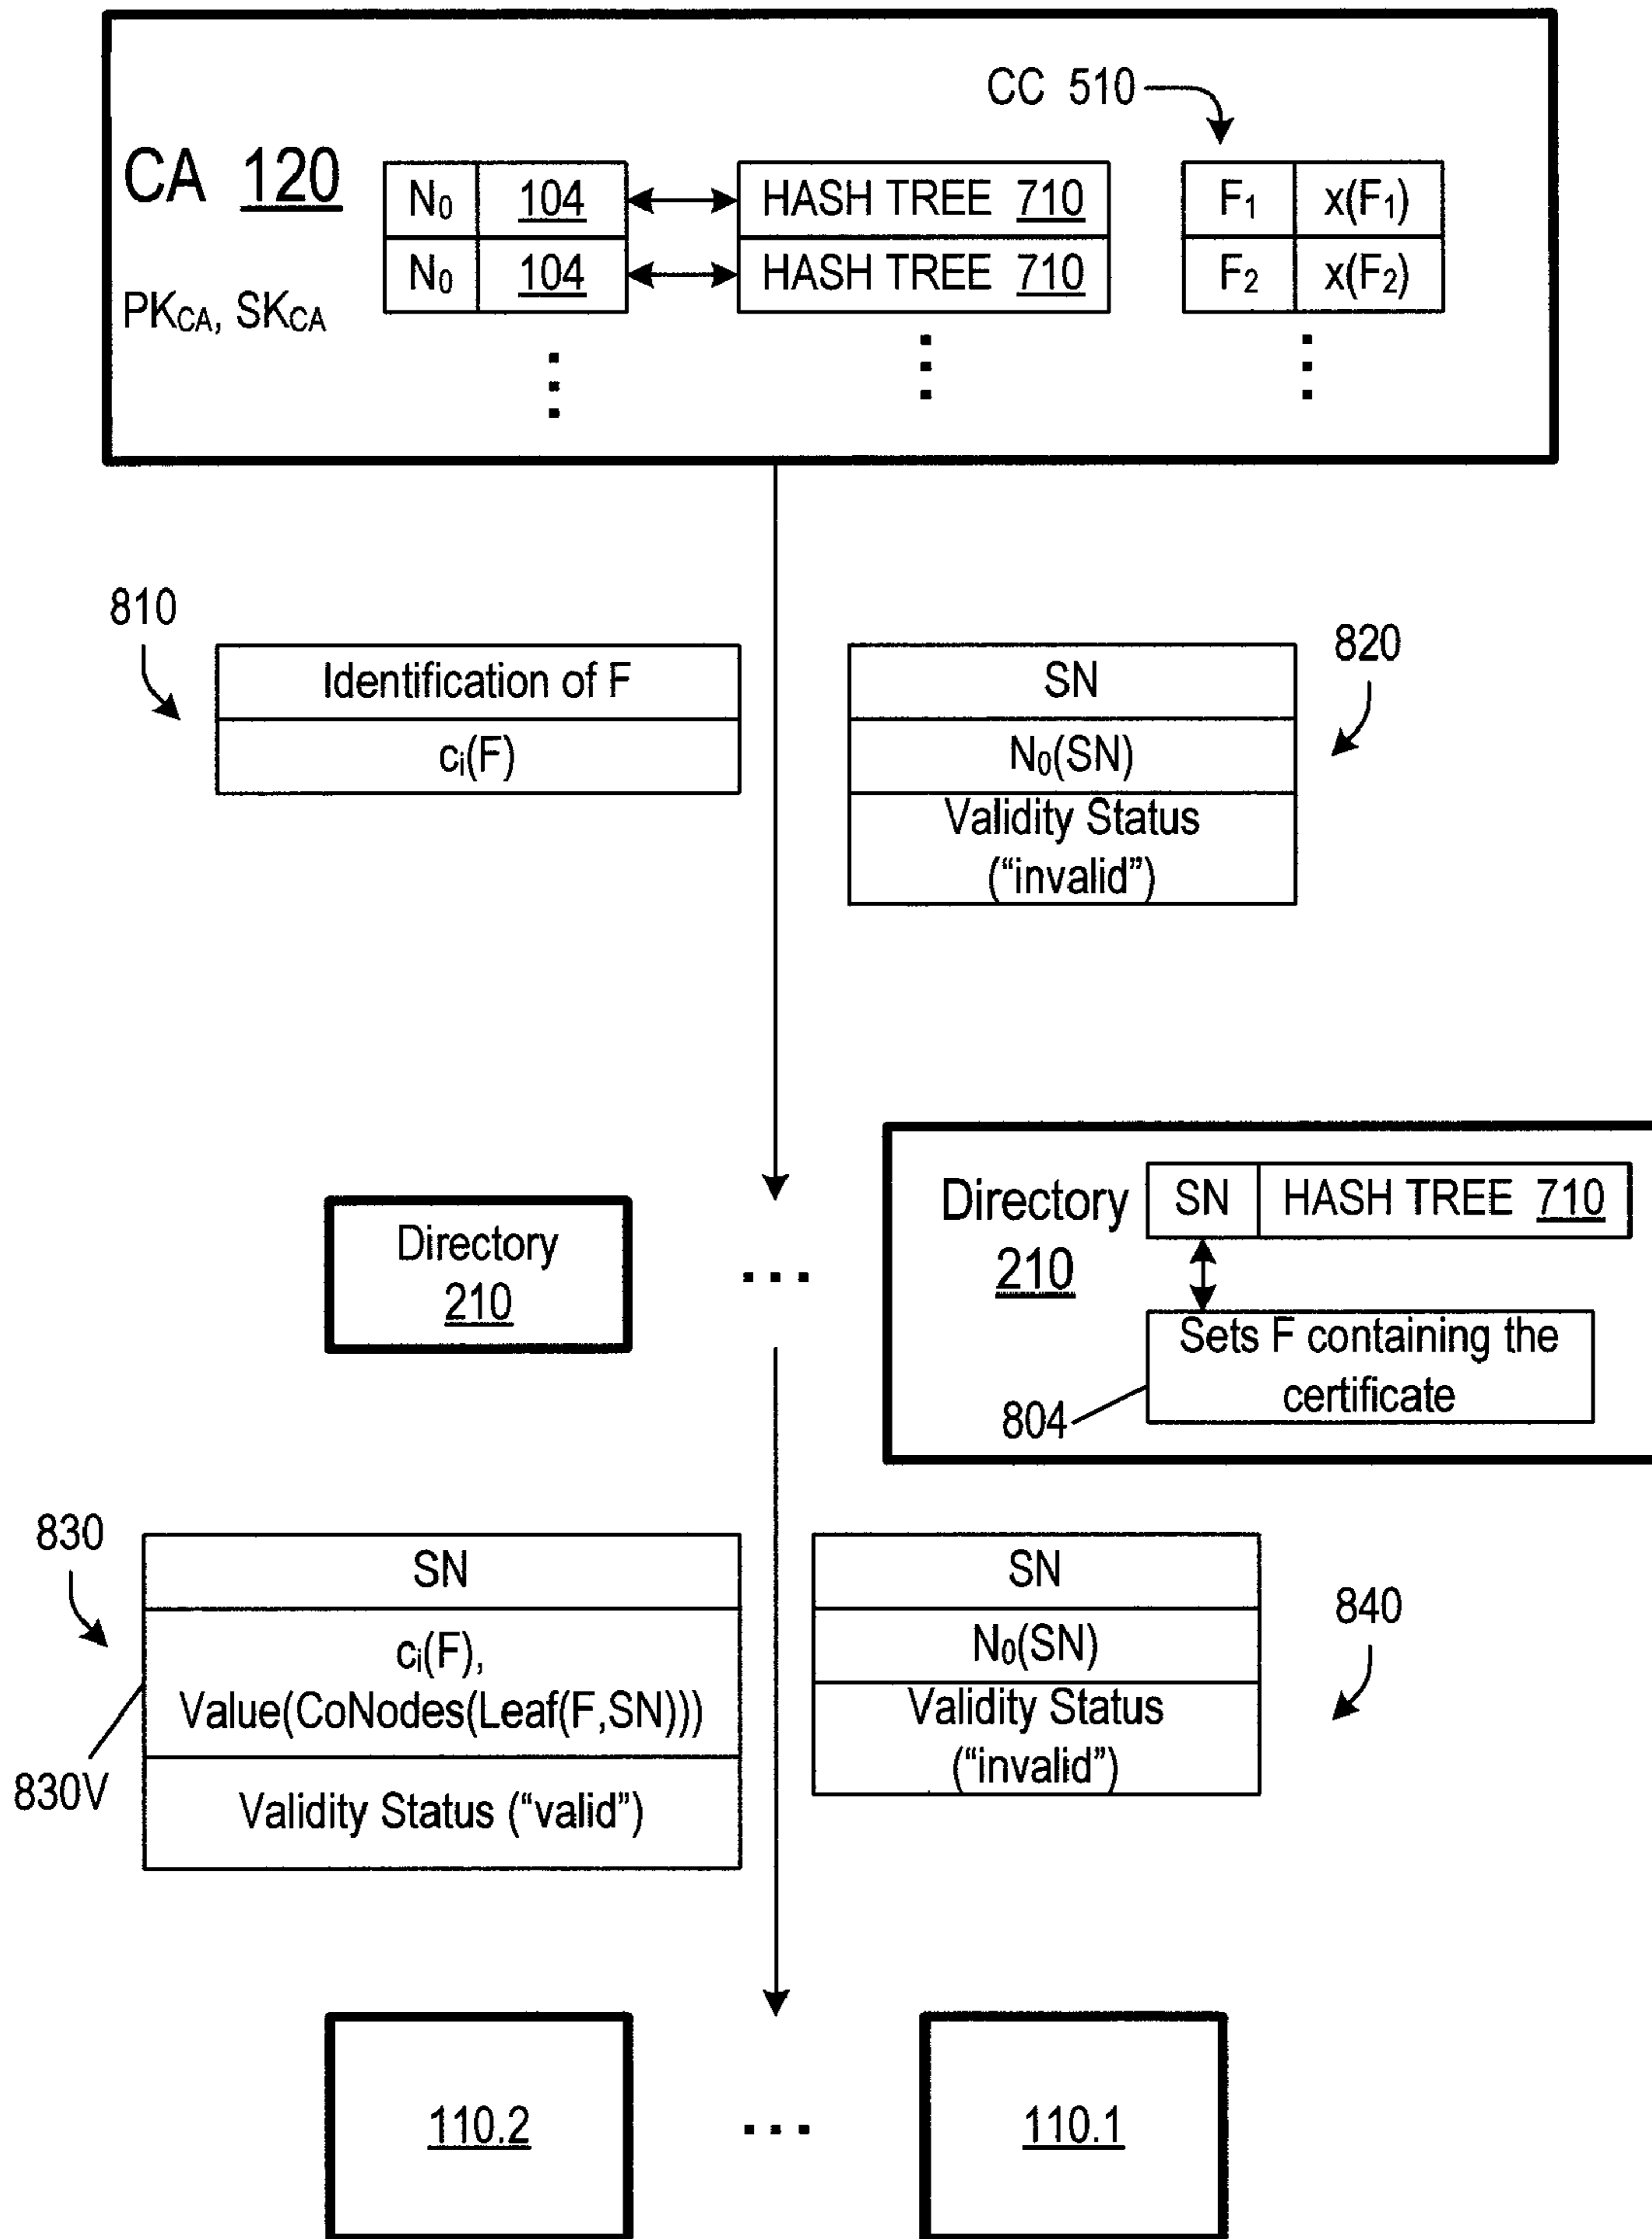 CC 510
CA 120
N₀ 104 HASH TREE 710 F₁ x(F₁)
N₀ 104 HASH TREE 710 F₂ x(F₂)
PKCA, SKCA
810
Identification of F
cᵢ(F)
820
SN
N₀(SN)
Validity Status
("invalid")
Directory
210
...
Directory
210
SN HASH TREE 710
Sets F containing the
certificate
804
830
SN
cᵢ(F),
Value(CoNodes(Leaf(F,SN)))
Validity Status ("valid")
830V
SN
N₀(SN)
Validity Status
("invalid")
840
110.2
...
110.1